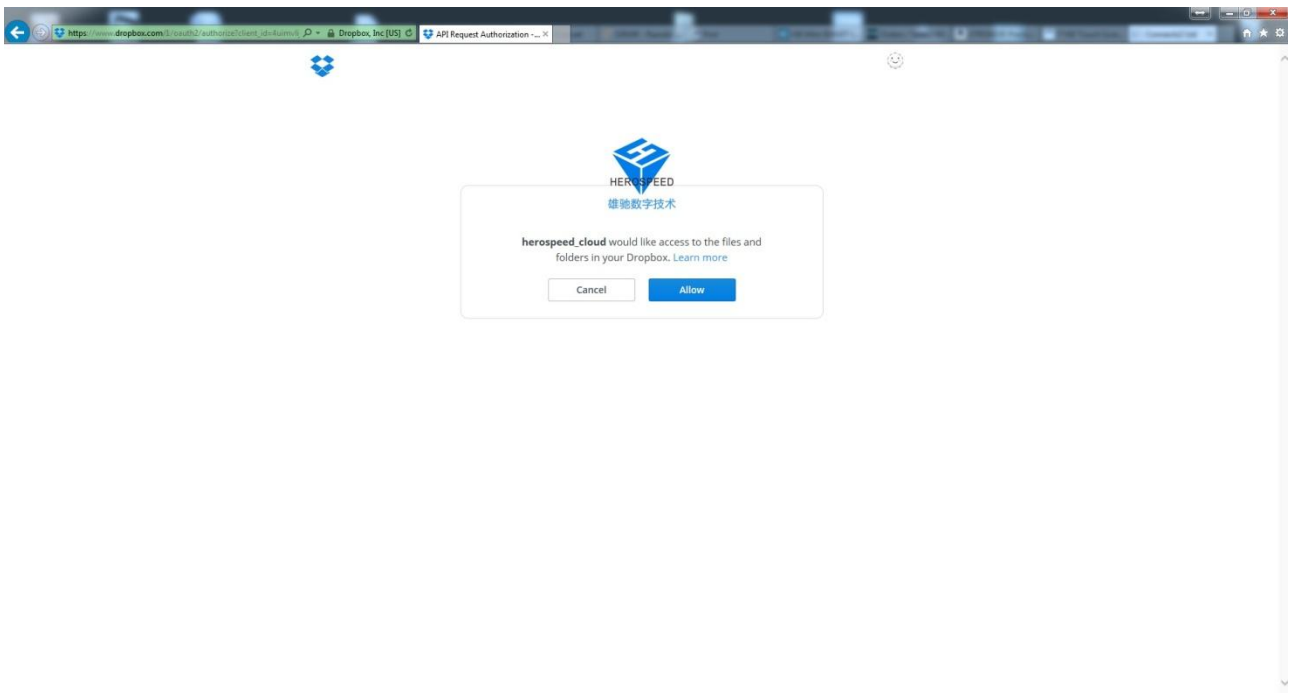 https://www.dropbox.com/1/oauth2/authorize?client_id=4uimv
Dropbox, Inc [US]
API Request Authorization -...
HEROSPEED
雄驰数字技术
herospeed_cloud would like access to the files and
folders in your Dropbox. Learn more
Cancel
Allow